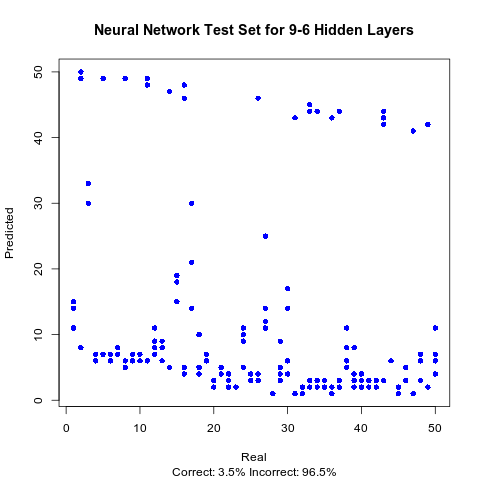 Neural Network Test Set for 9-6 Hidden Layers
50
40
30
20
10
0
Predicted
0 10 20 30 40 50
Real
Correct: 3.5% Incorrect: 96.5%